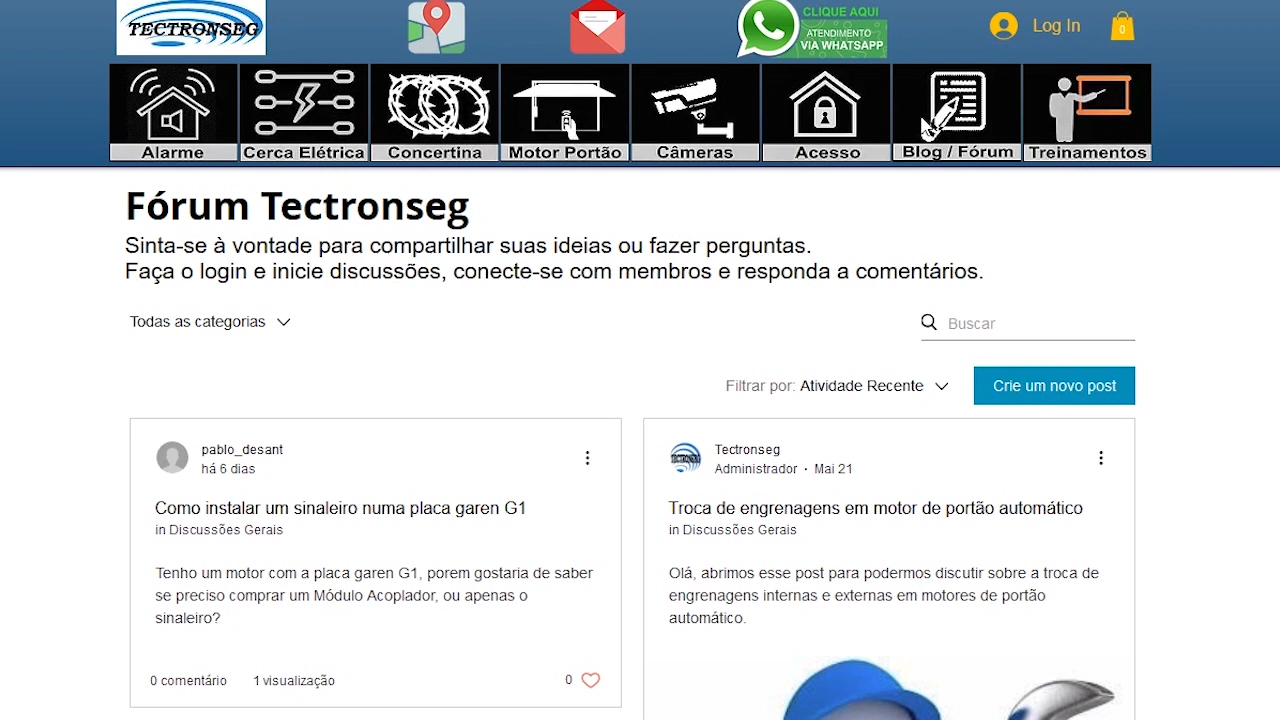 TECTRONSEG
CLIQUE AQUI
ATENDIMENTO
VIA WHATSAPP
Log In
0
Alarme
Cerca Elétrica
Concertina
Motor Portão
Câmeras
Acesso
Blog / Fórum
Treinamentos
Fórum Tectronseg
Sinta-se à vontade para compartilhar suas ideias ou fazer perguntas.
Faça o login e inicie discussões, conecte-se com membros e responda a comentários.
Todas as categorias
Buscar
Filtrar por: Atividade Recente
Crie um novo post
pablo_desant
há 6 dias
Como instalar um sinaleiro numa placa garen G1
in Discussões Gerais
Tenho um motor com a placa garen G1, porem gostaria de saber
se preciso comprar um Módulo Acoplador, ou apenas o
sinaleiro?
0 comentário
1 visualização
0
TECTRONSEG
Tectronseg
Administrador · Mai 21
Troca de engrenagens em motor de portão automático
in Discussões Gerais
Olá, abrimos esse post para podermos discutir sobre a troca de
engrenagens internas e externas em motores de portão
automático.